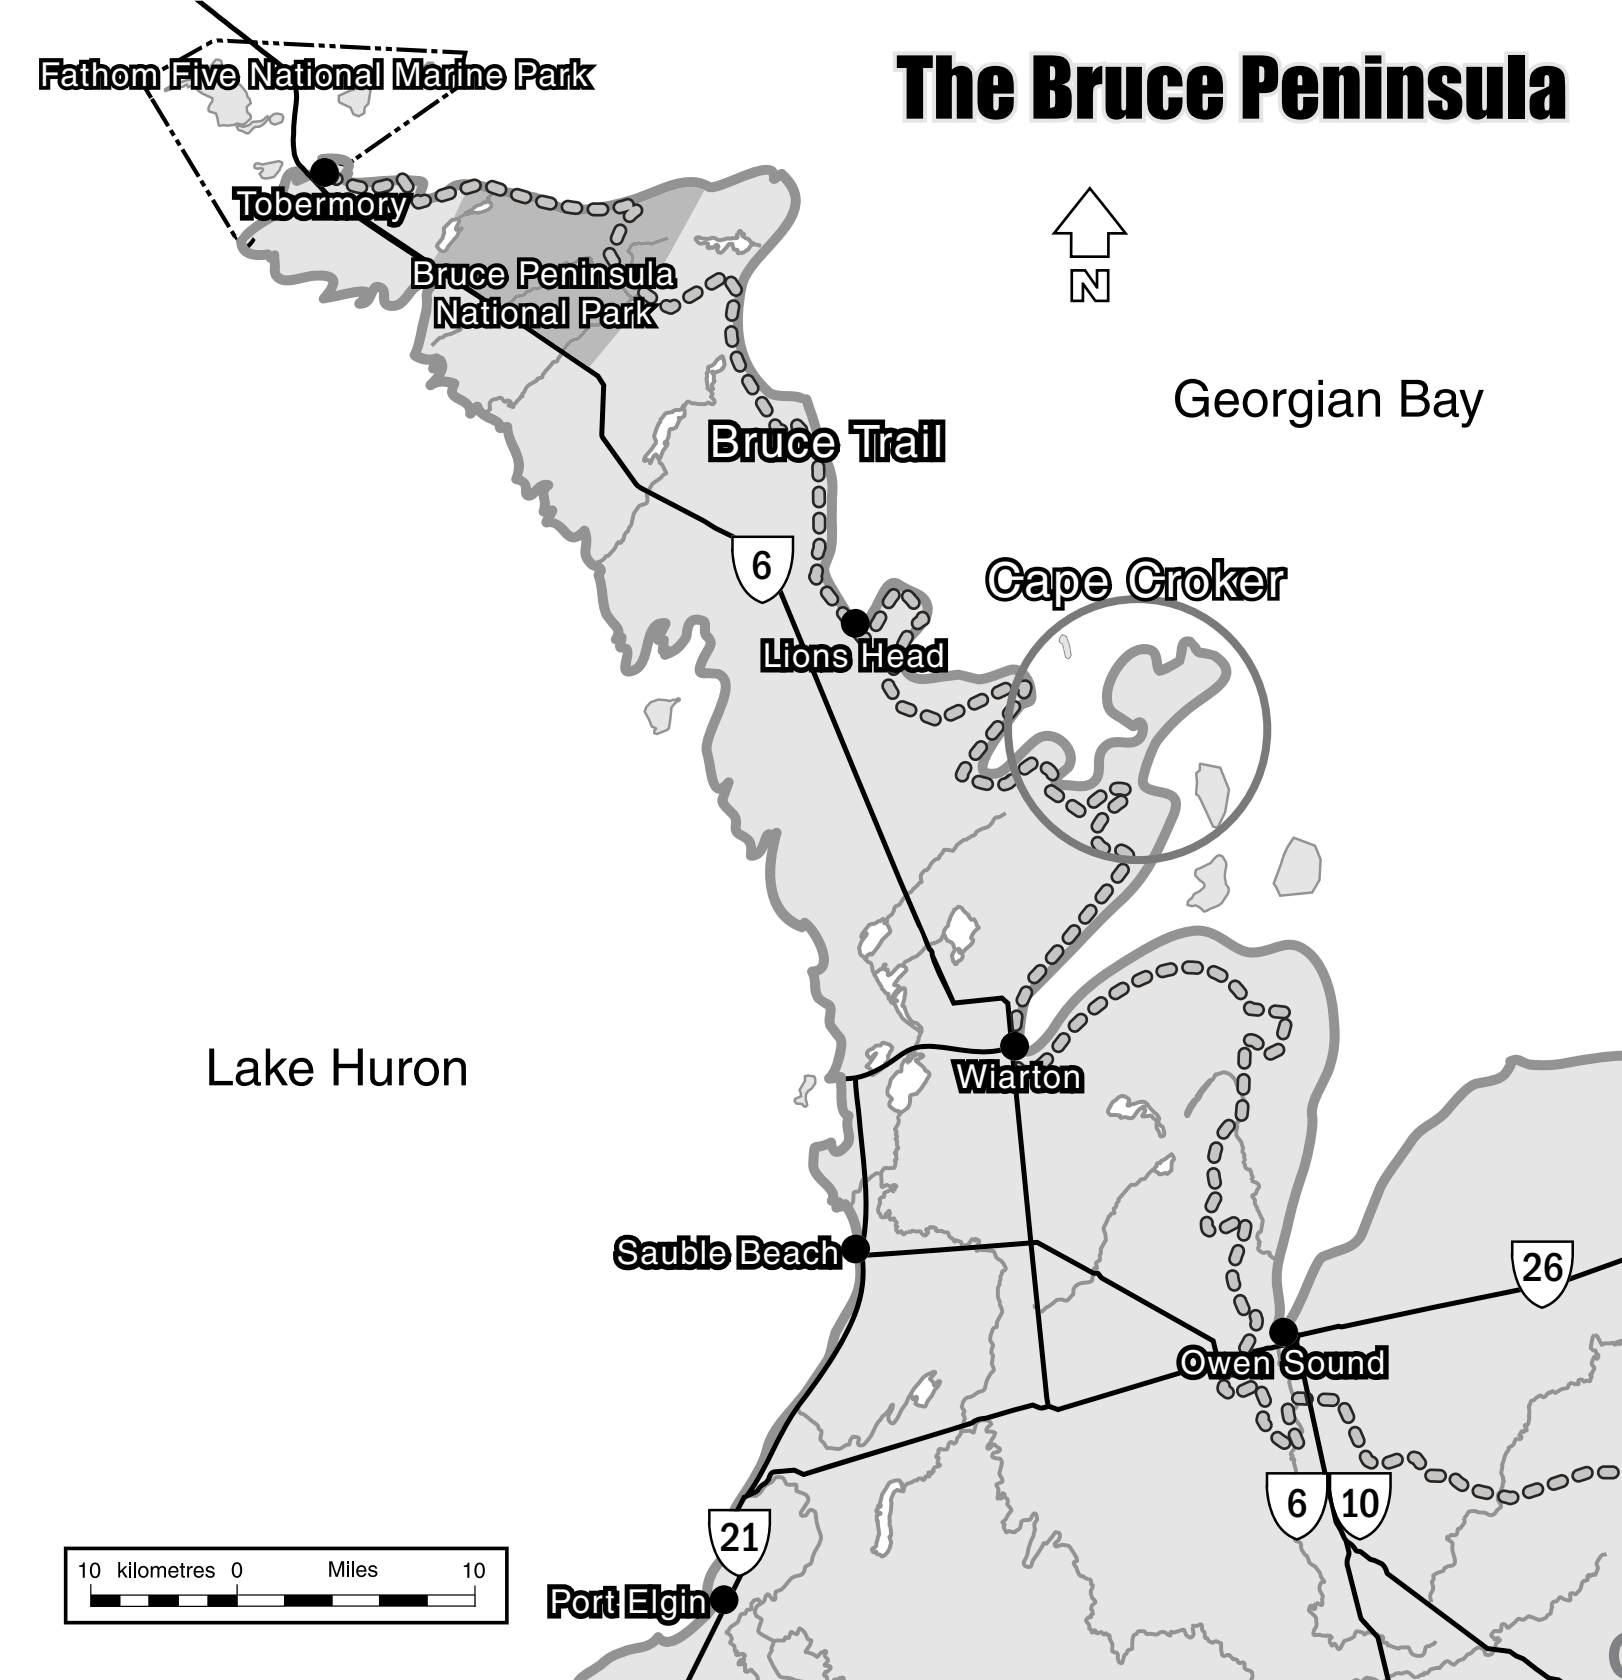 The Bruce Peninsula
Fathom Five National Marine Park
Tobermory
N
Bruce Peninsula
National Park
Georgian Bay
Bruce Trail
6
Cape Croker
Lions Head
Lake Huron
Wiarton
Sauble Beach
26
Owen Sound
6
10
21
10 kilometres 0 Miles 10
Port Elgin